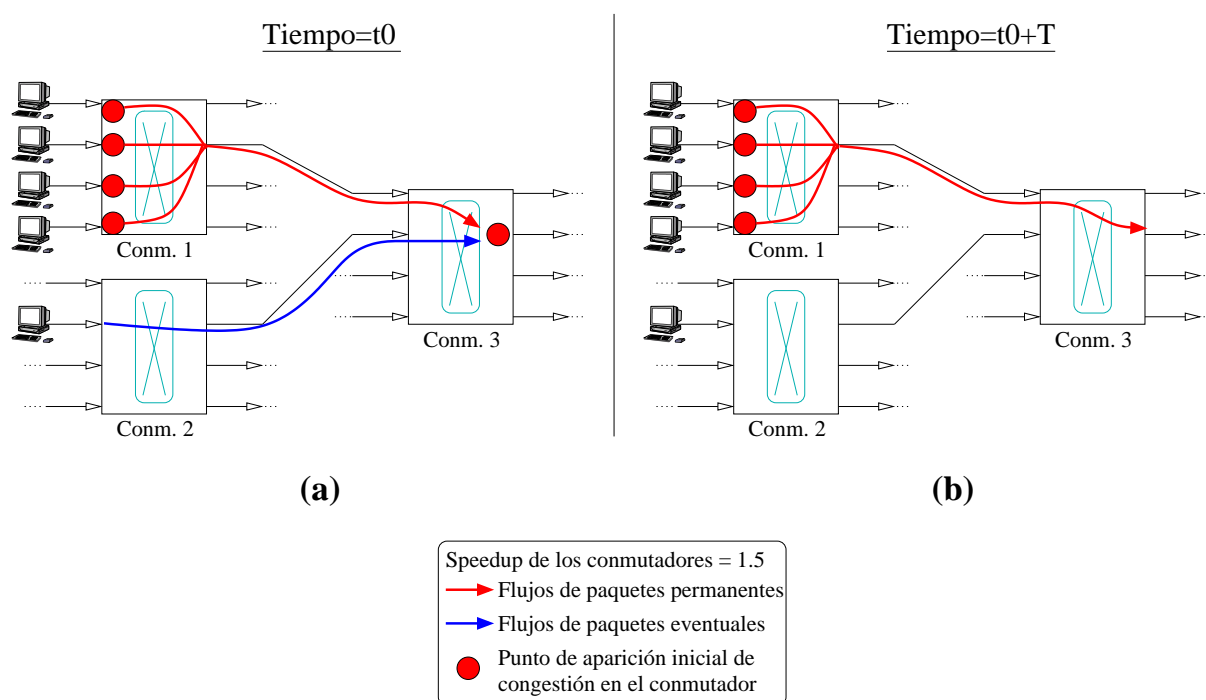 Tiempo=t0
Tiempo=t0+T
Conm. 1
Conm. 3
Conm. 2
Conm. 1
Conm. 3
Conm. 2
(a)
(b)
Speedup de los conmutadores = 1.5
Flujos de paquetes permanentes
Flujos de paquetes eventuales
Punto de aparición inicial de
congestión en el conmutador